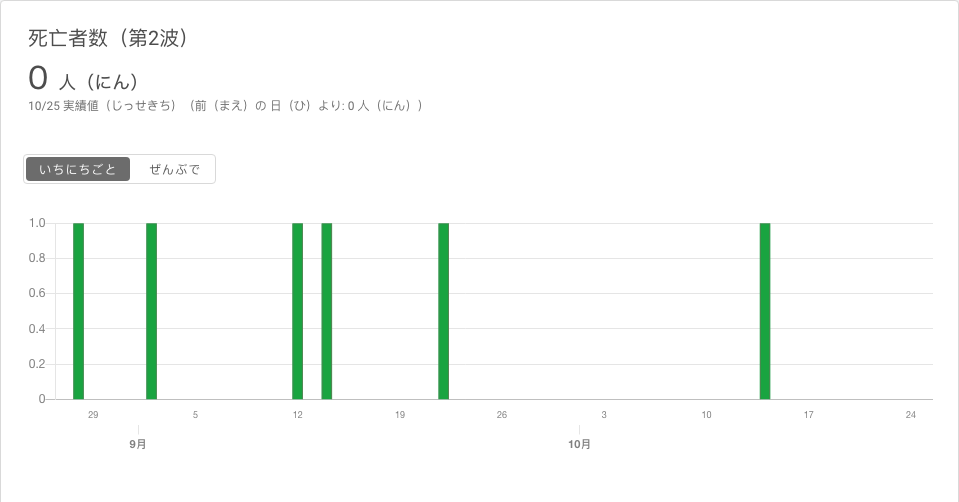 死亡者数（第2波）
0 人（にん）
10/25 実績値（じっせきち）（前（まえ）の 日（ひ）より: 0 人（にん））
いちにちごと ぜんぶで
1.0
0.8
0.6
0.4
0.2
0
29 5 12 19 26 3 10 17 24
9月 10月